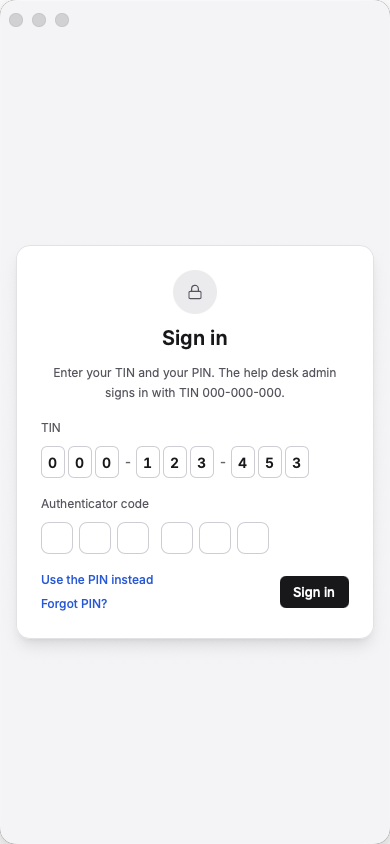 Sign in
Enter your TIN and your PIN. The help desk admin
signs in with TIN 000-000-000.
TIN
0 0 0 - 1 2 3 - 4 5 3
Authenticator code
Use the PIN instead
Forgot PIN?
Sign in